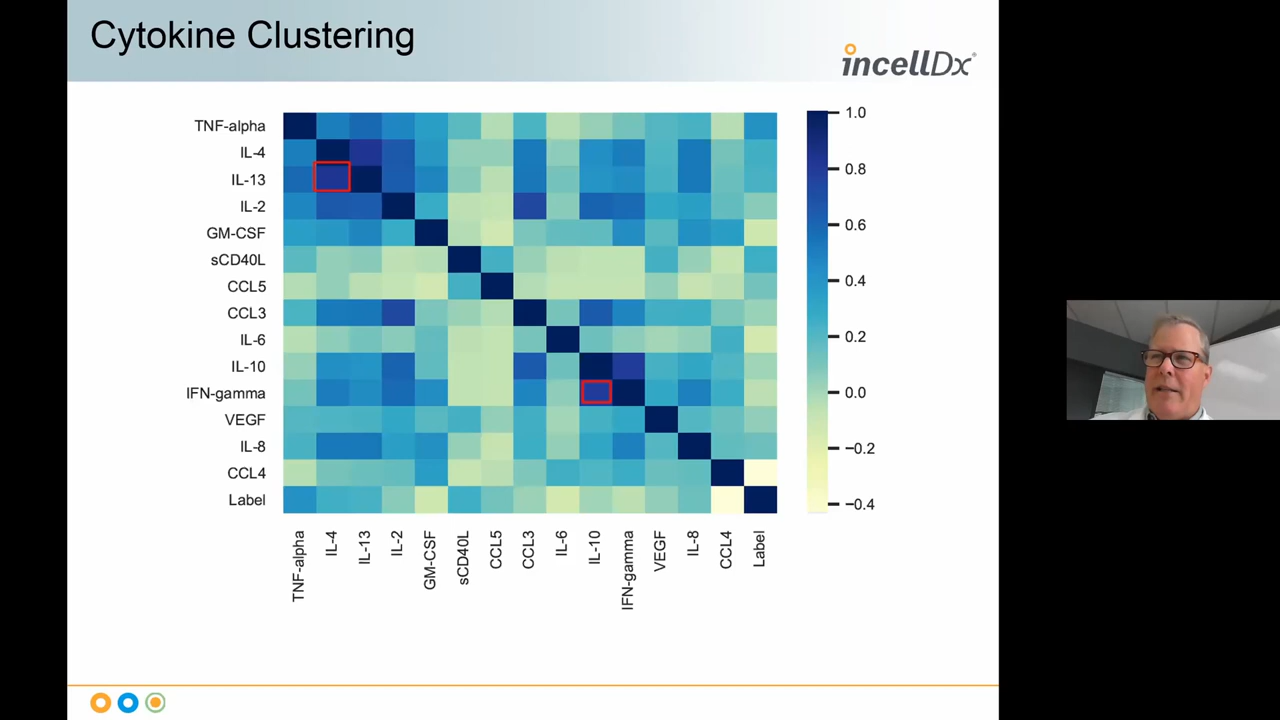 Cytokine Clustering
incellDx
TNF-alpha
IL-4
IL-13
IL-2
GM-CSF
sCD40L
CCL5
CCL3
IL-6
IL-10
IFN-gamma
VEGF
IL-8
CCL4
Label
1.0
0.8
0.6
0.4
0.2
0.0
−0.2
−0.4
TNF-alpha
IL-4
IL-13
IL-2
GM-CSF
sCD40L
CCL5
CCL3
IL-6
IL-10
IFN-gamma
VEGF
IL-8
CCL4
Label